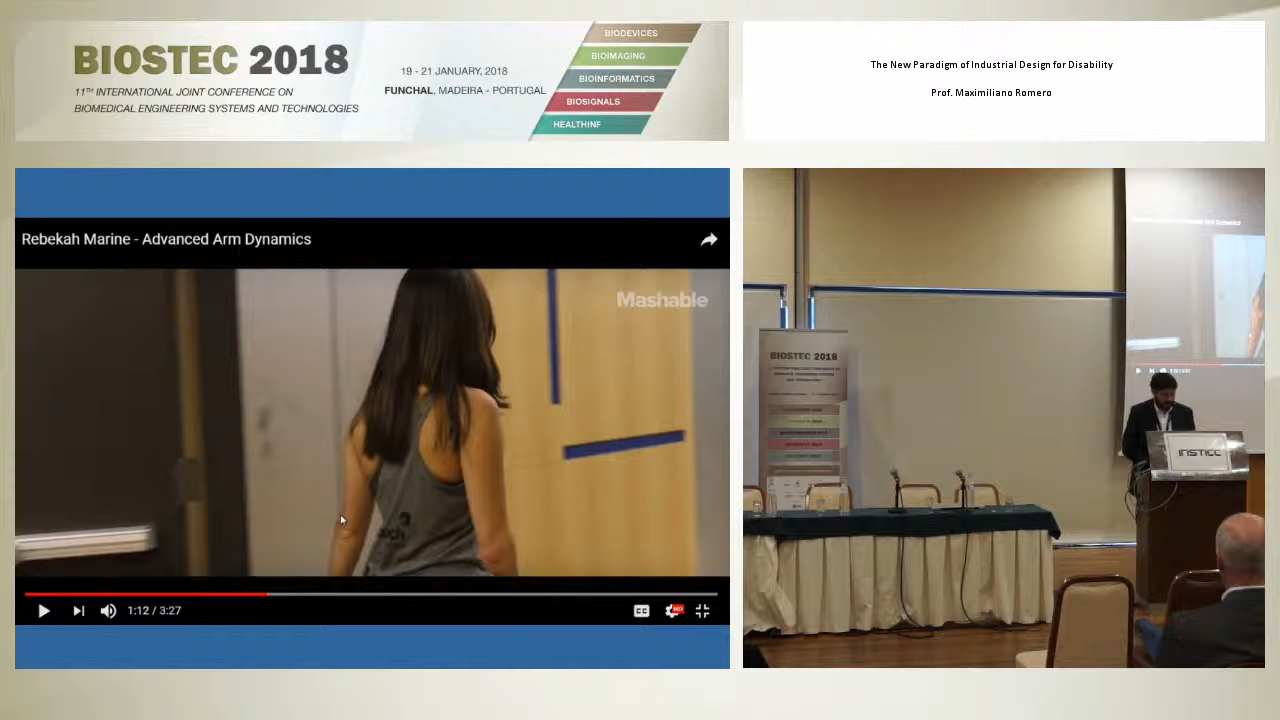 BIOSTEC 2018
11TH INTERNATIONAL JOINT CONFERENCE ON
BIOMEDICAL ENGINEERING SYSTEMS AND TECHNOLOGIES
19 - 21 JANUARY, 2018
FUNCHAL, MADEIRA - PORTUGAL
BIODEVICES
BIOIMAGING
BIOINFORMATICS
BIOSIGNALS
HEALTHINF
The New Paradigm of Industrial Design for Disability
Prof. Maximiliano Romero
Rebekah Marine - Advanced Arm Dynamics
Mashable
1:12 / 3:27
CC
HD
BIOSTEC 2018
INSTICC